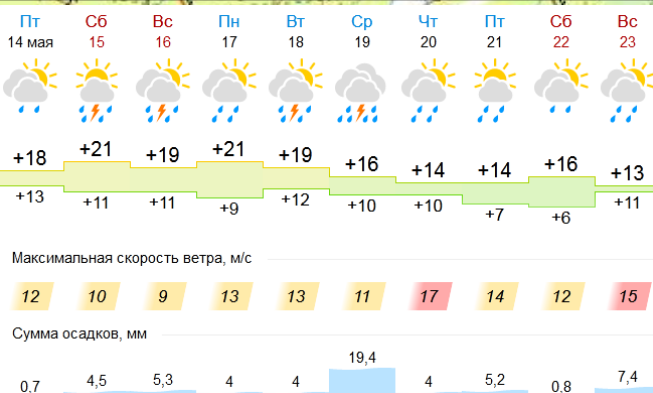 Пт Сб Вс Пн Вт Ср Чт Пт Сб Вс
14 мая 15 16 17 18 19 20 21 22 23
+18 +21 +19 +21 +19 +16 +14 +14 +16 +13
+13 +11 +11 +9 +12 +10 +10 +7 +6 +11
Максимальная скорость ветра, м/с
12 10 9 13 13 11 17 14 12 15
Сумма осадков, мм
0,7 4,5 5,3 4 4 19,4 4 5,2 0,8 7,4